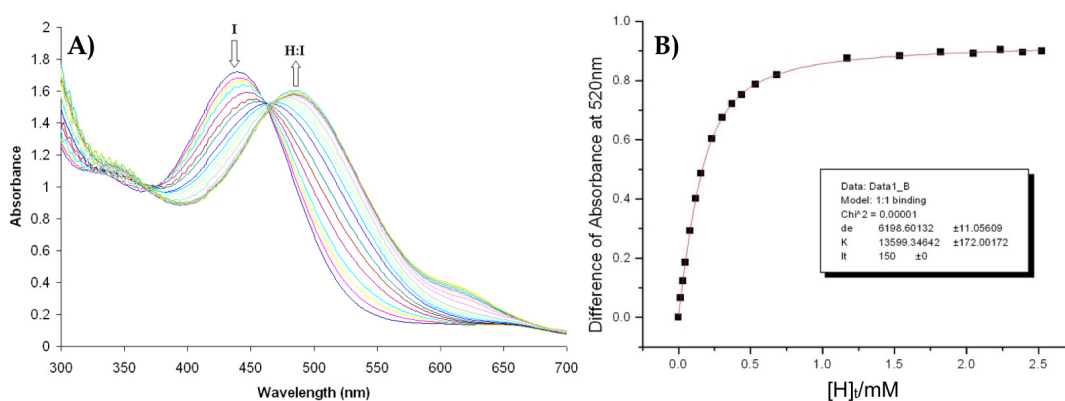 A)
I
H:I
2
1.8
1.6
1.4
1.2
1
0.8
0.6
0.4
0.2
0
Absorbance
300 350 400 450 500 550 600 650 700
Wavelength (nm)
B)
1.0
0.8
0.6
0.4
0.2
0.0
Difference of Absorbance at 520nm
Data: Data1_B
Model: 1:1 binding
Chi^2 = 0.00001
de 6198.60132 ±11.05609
K 13599.34642 ±172.00172
It 150 ±0
0.0 0.5 1.0 1.5 2.0 2.5
[H]t/mM